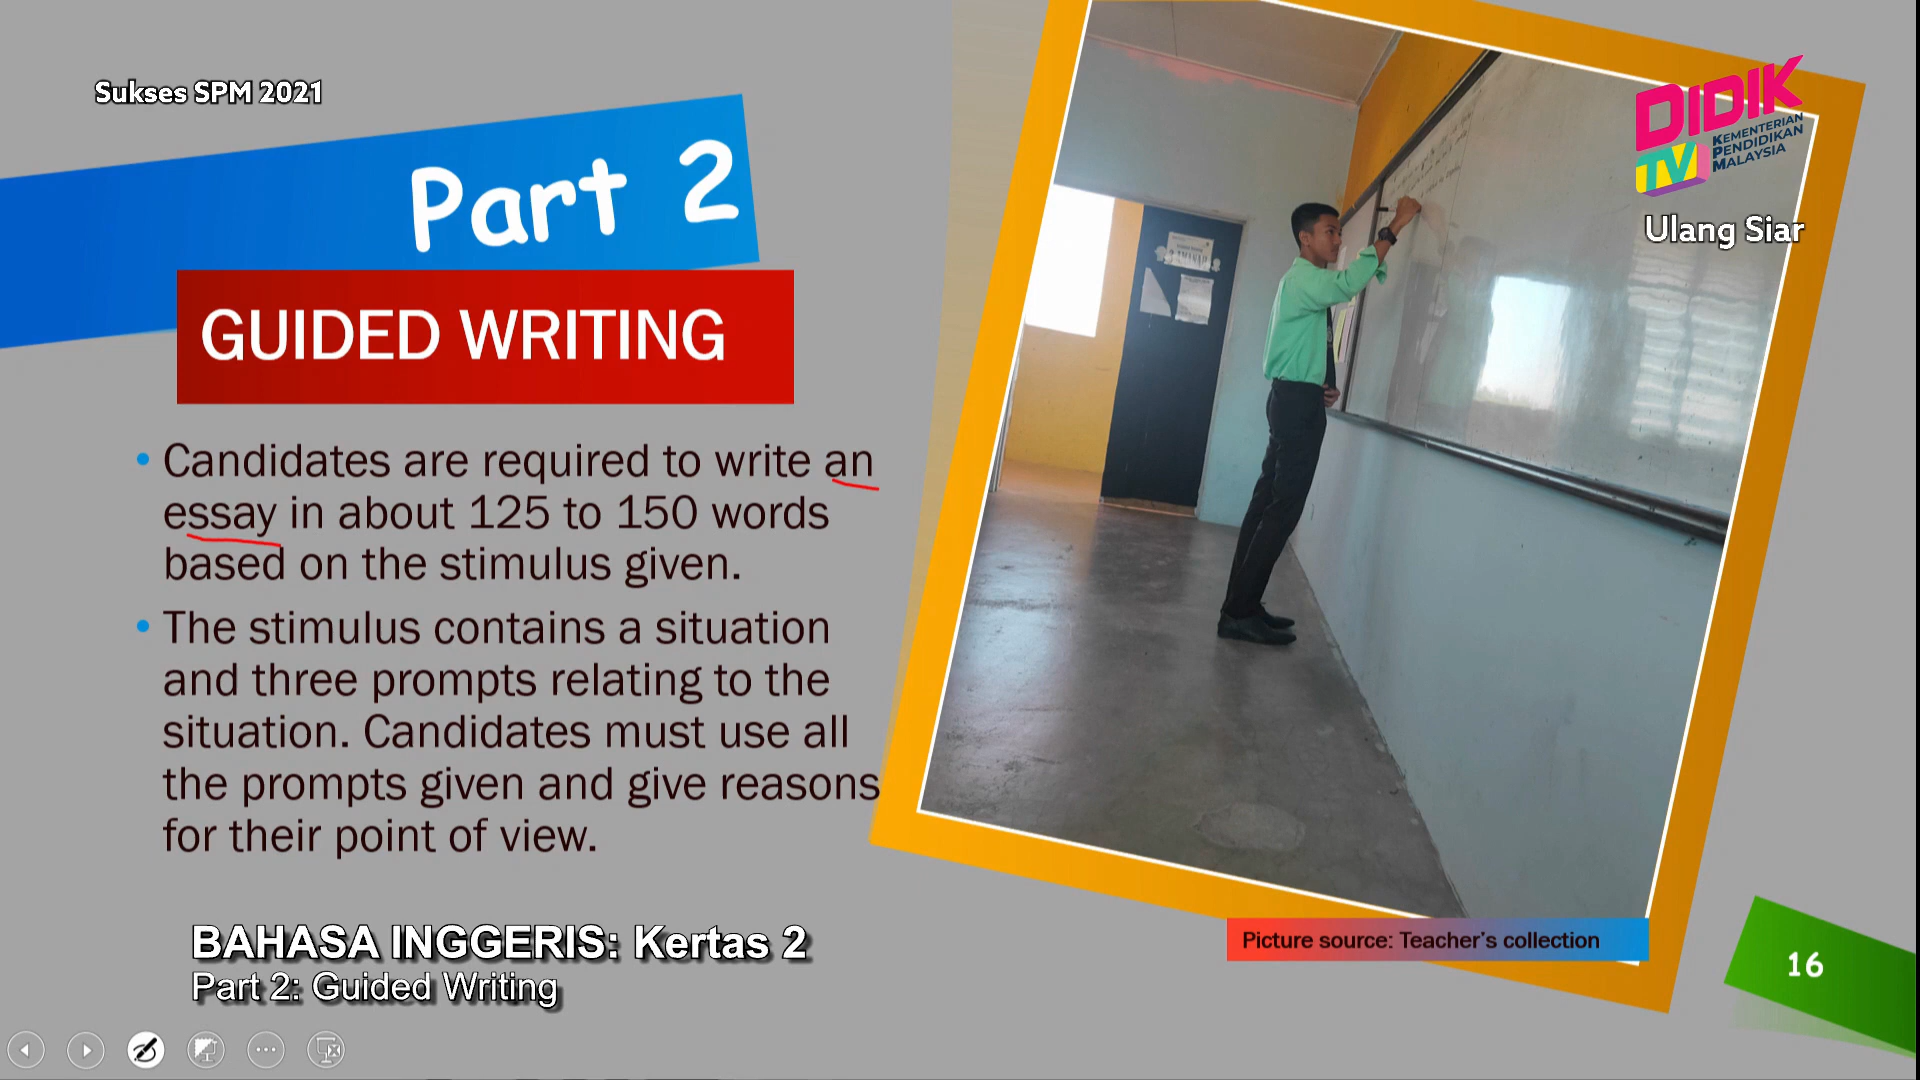 Sukses SPM 2021
Part 2
GUIDED WRITING
• Candidates are required to write an
essay in about 125 to 150 words
based on the stimulus given.
• The stimulus contains a situation
and three prompts relating to the
situation. Candidates must use all
the prompts given and give reasons
for their point of view.
DIDIK
TV
KEMENTERIAN
PENDIDIKAN
MALAYSIA
Ulang Siar
Picture source: Teacher's collection
16
BAHASA INGGERIS: Kertas 2
Part 2: Guided Writing